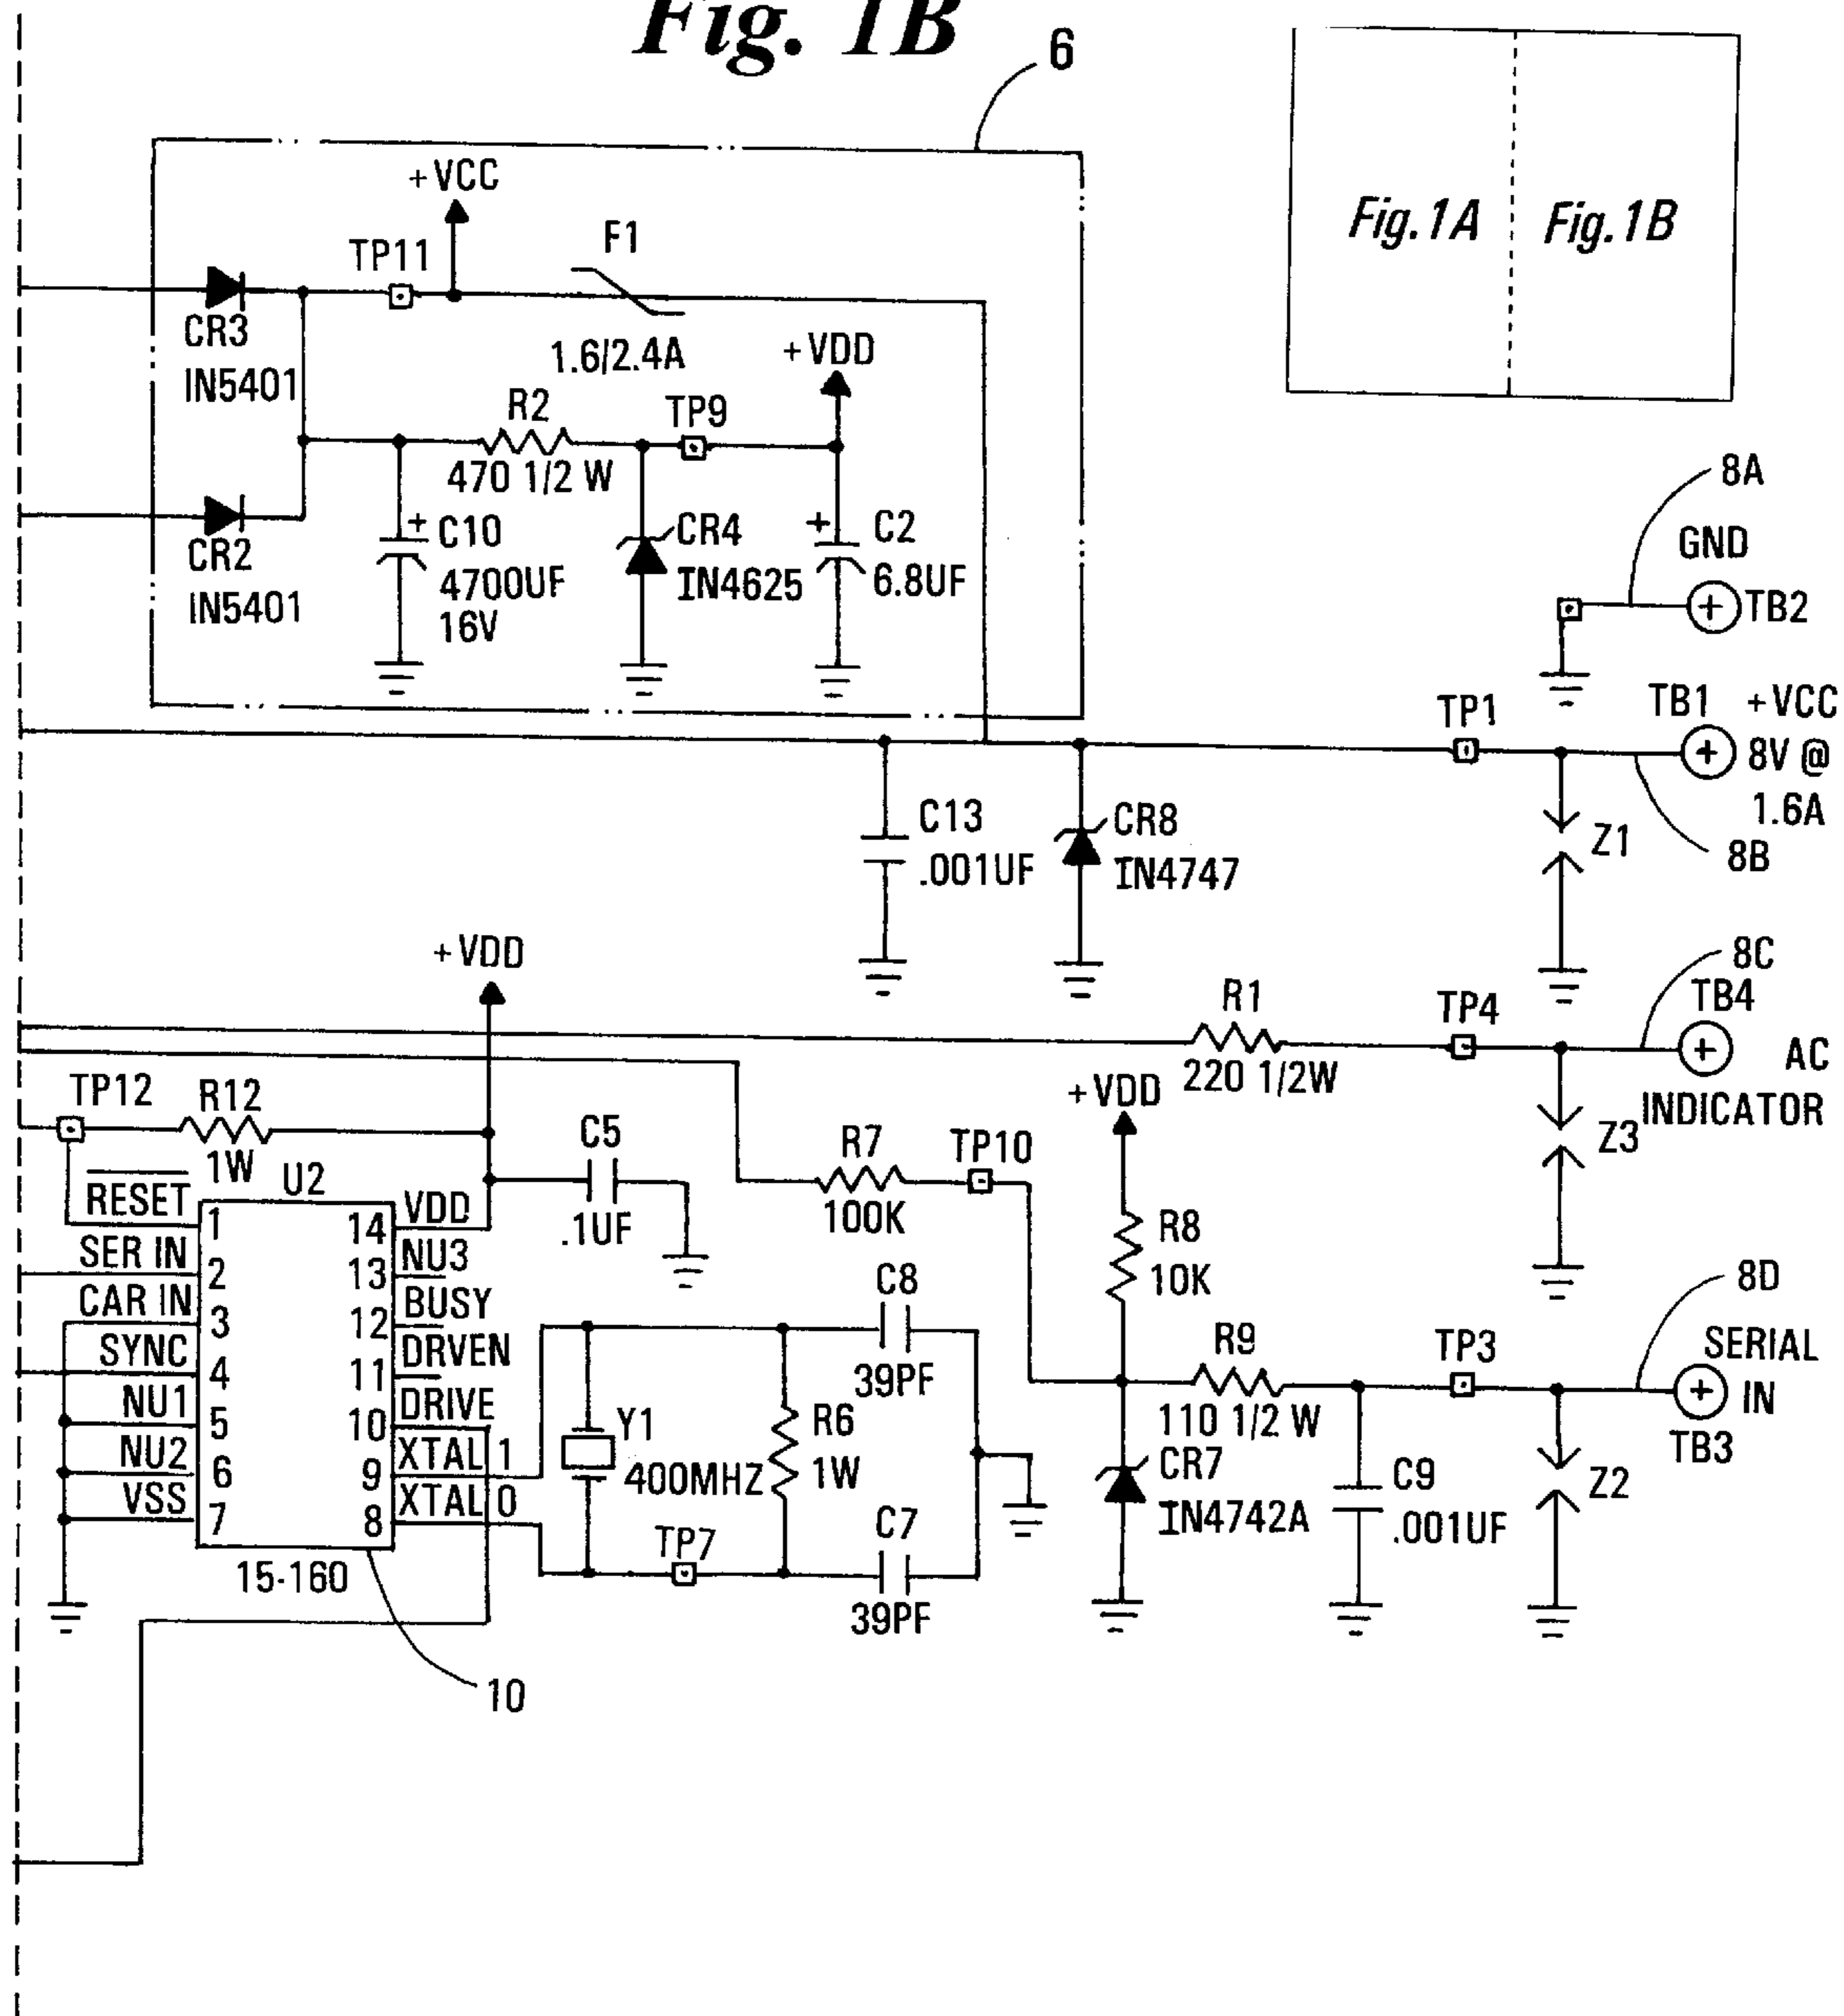 Fig. 1B
6
Fig.1A
Fig.1B
+VCC
TP11
F1
CR3
IN5401
1.6/2.4A
+VDD
R2
TP9
470 1/2 W
CR2
IN5401
+
C10
4700UF
16V
CR4
IN4625
+
C2
6.8UF
8A
GND
TB2
TP1
TB1
+VCC
8V @
1.6A
8B
Z1
C13
.001UF
CR8
IN4747
+VDD
8C
R1
TP4
TB4
220 1/2W
AC
INDICATOR
Z3
TP12
R12
1W
C5
.1UF
R7
100K
TP10
+VDD
R8
10K
U2
RESET
1
SER IN
2
CAR IN
3
SYNC
4
NU1
5
NU2
6
VSS
7
14
VDD
13
NU3
12
BUSY
11
DRVEN
10
DRIVE
9
XTAL 1
8
XTAL 0
15-160
10
C8
39PF
Y1
400MHZ
R6
1W
TP7
C7
39PF
R9
110 1/2 W
TP3
8D
SERIAL
IN
TB3
CR7
IN4742A
C9
.001UF
Z2